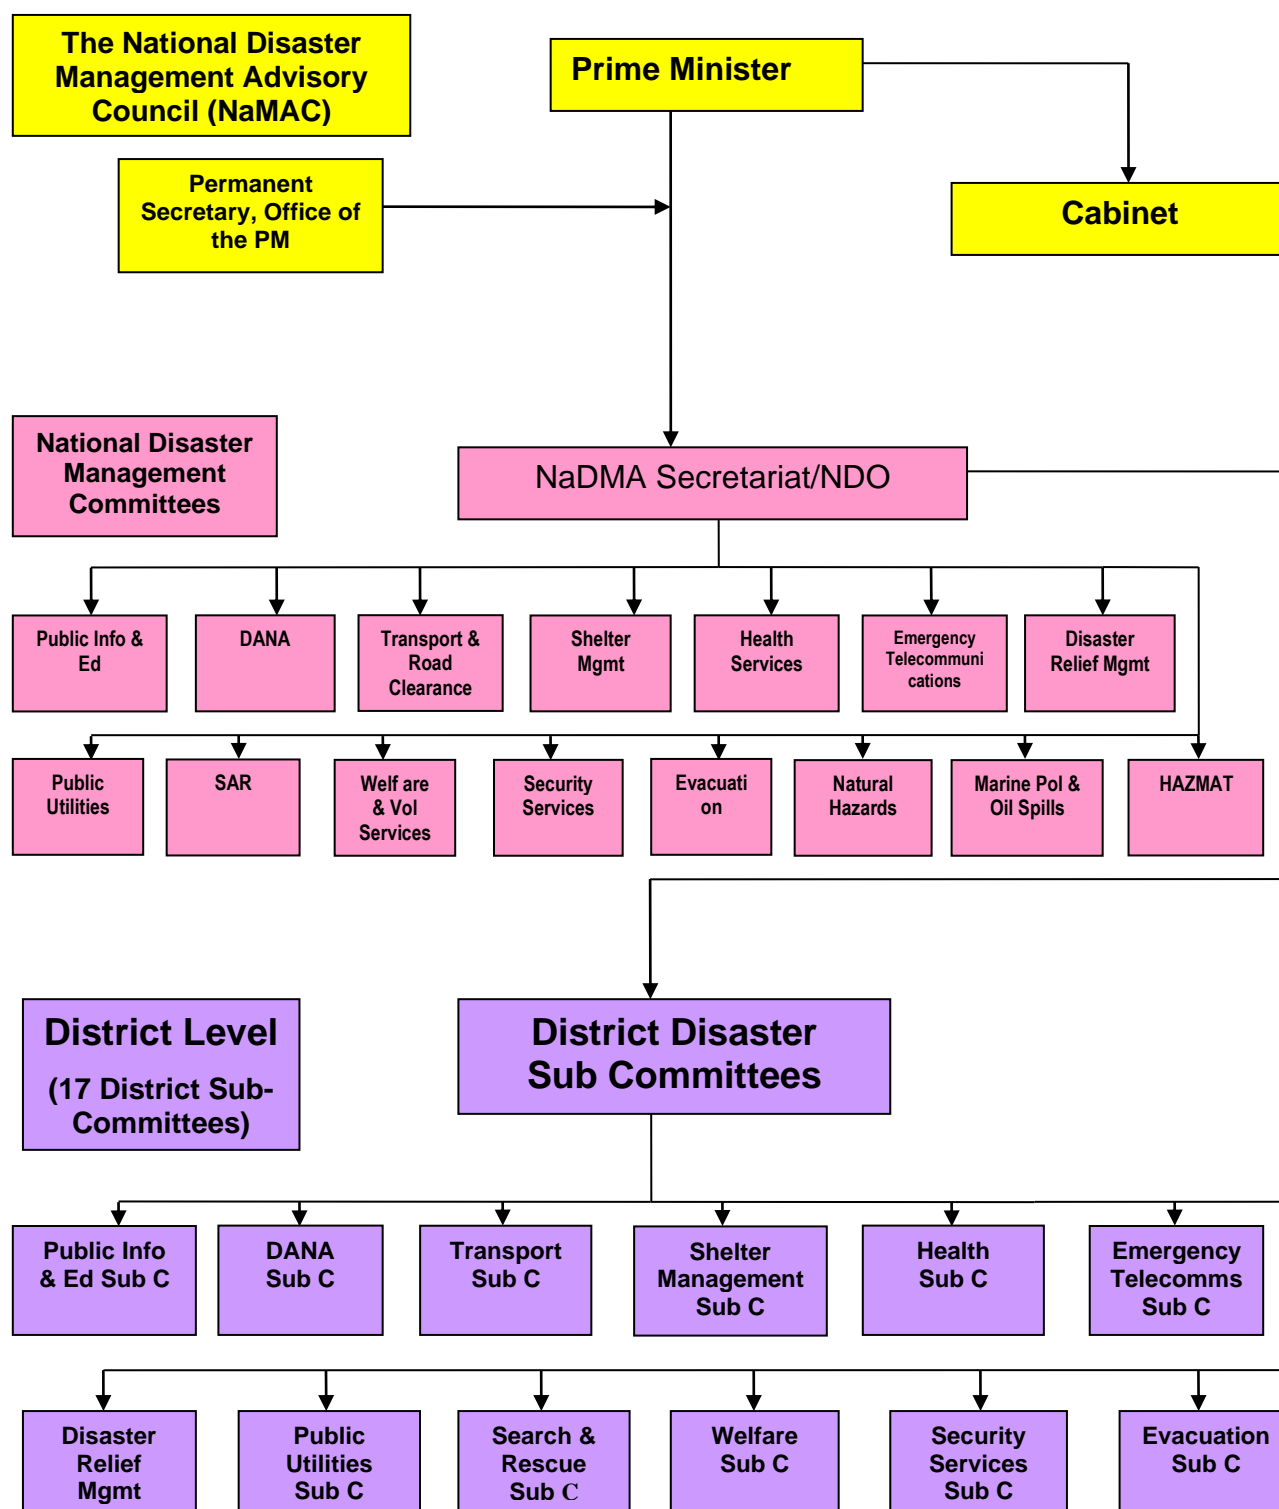 The National Disaster
Management Advisory
Council (NaMAC)
Prime Minister
Permanent
Secretary, Office of
the PM
Cabinet
National Disaster
Management
Committees
NaDMA Secretariat/NDO
Public Info &
Ed
DANA
Transport &
Road
Clearance
Shelter
Mgmt
Health
Services
Emergency
Telecommuni
cations
Disaster
Relief Mgmt
Public
Utilities
SAR
Welf are
& Vol
Services
Security
Services
Evacuati
on
Natural
Hazards
Marine Pol &
Oil Spills
HAZMAT
District Level
(17 District Sub-
Committees)
District Disaster
Sub Committees
Public Info
& Ed Sub C
DANA
Sub C
Transport
Sub C
Shelter
Management
Sub C
Health
Sub C
Emergency
Telecomms
Sub C
Disaster
Relief
Mgmt
Public
Utilities
Sub C
Search &
Rescue
Sub C
Welfare
Sub C
Security
Services
Sub C
Evacuation
Sub C